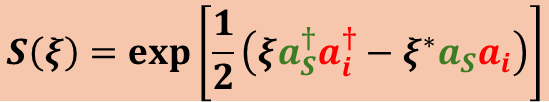 S(ξ) = exp[1/2(ξa_S^†a_i^† − ξ*a_Sa_i)]